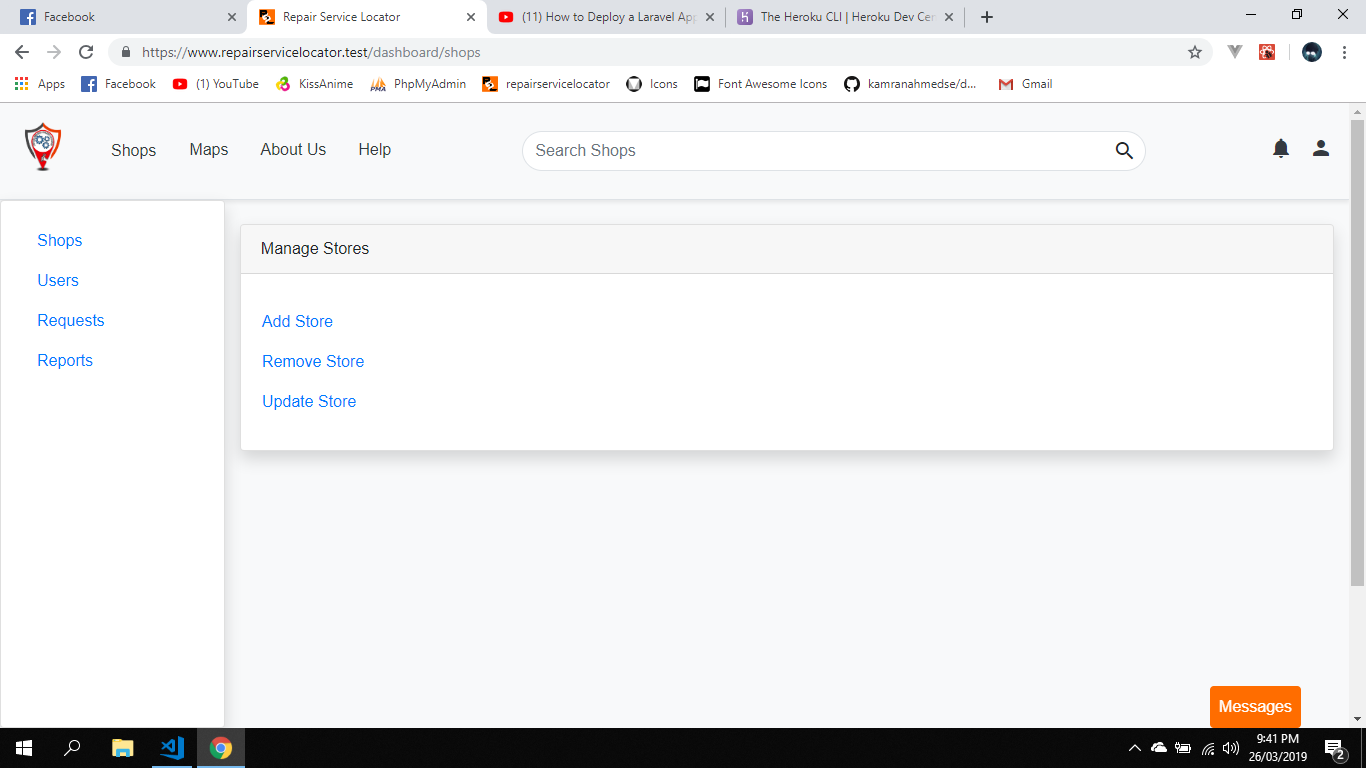 Facebook
Repair Service Locator
(11) How to Deploy a Laravel App
The Heroku CLI | Heroku Dev Cen
https://www.repairservicelocator.test/dashboard/shops
Apps
Facebook
(1) YouTube
KissAnime
PhpMyAdmin
repairservicelocator
Icons
Font Awesome Icons
kamranahmedse/d...
Gmail
Shops
Maps
About Us
Help
Search Shops
Shops
Users
Requests
Reports
Manage Stores
Add Store
Remove Store
Update Store
Messages
9:41 PM
26/03/2019
2